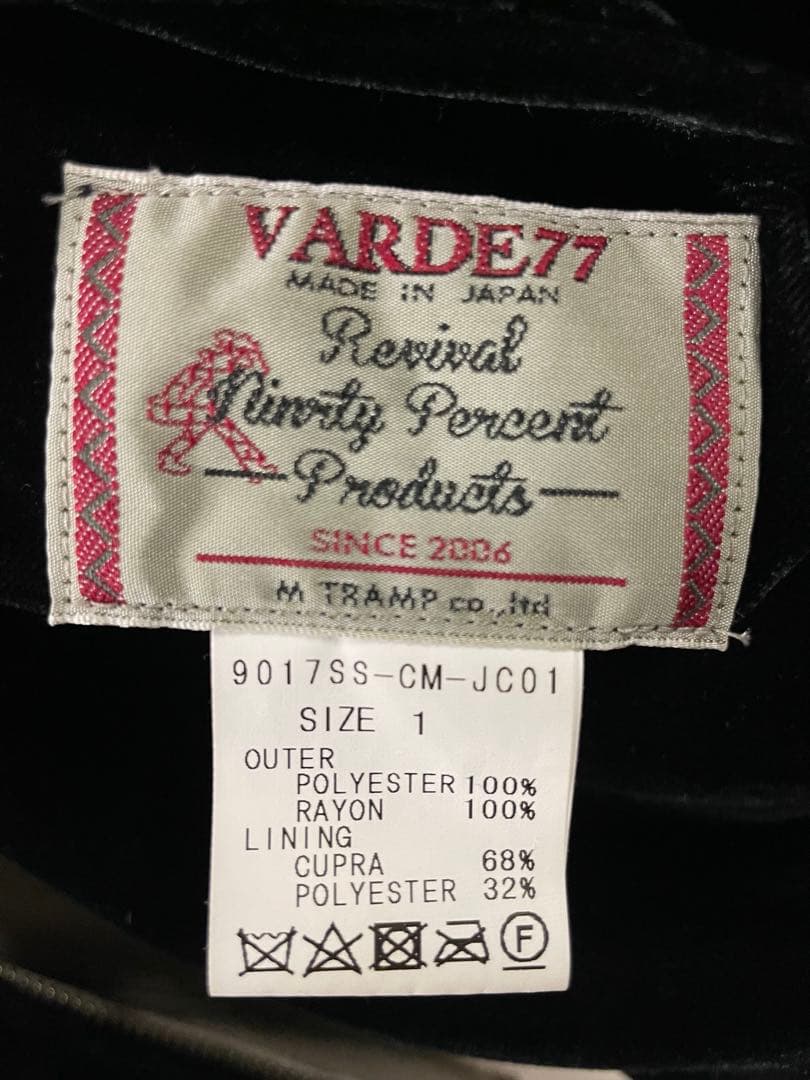 VARDE77
MADE IN JAPAN
Revival
Ninety Percent
Products
SINCE 2006
M TRAMP co.,ltd
9017SS-CM-JC01
SIZE 1
OUTER
POLYESTER 100%
RAYON 100%
LINING
CUPRA 68%
POLYESTER 32%
F